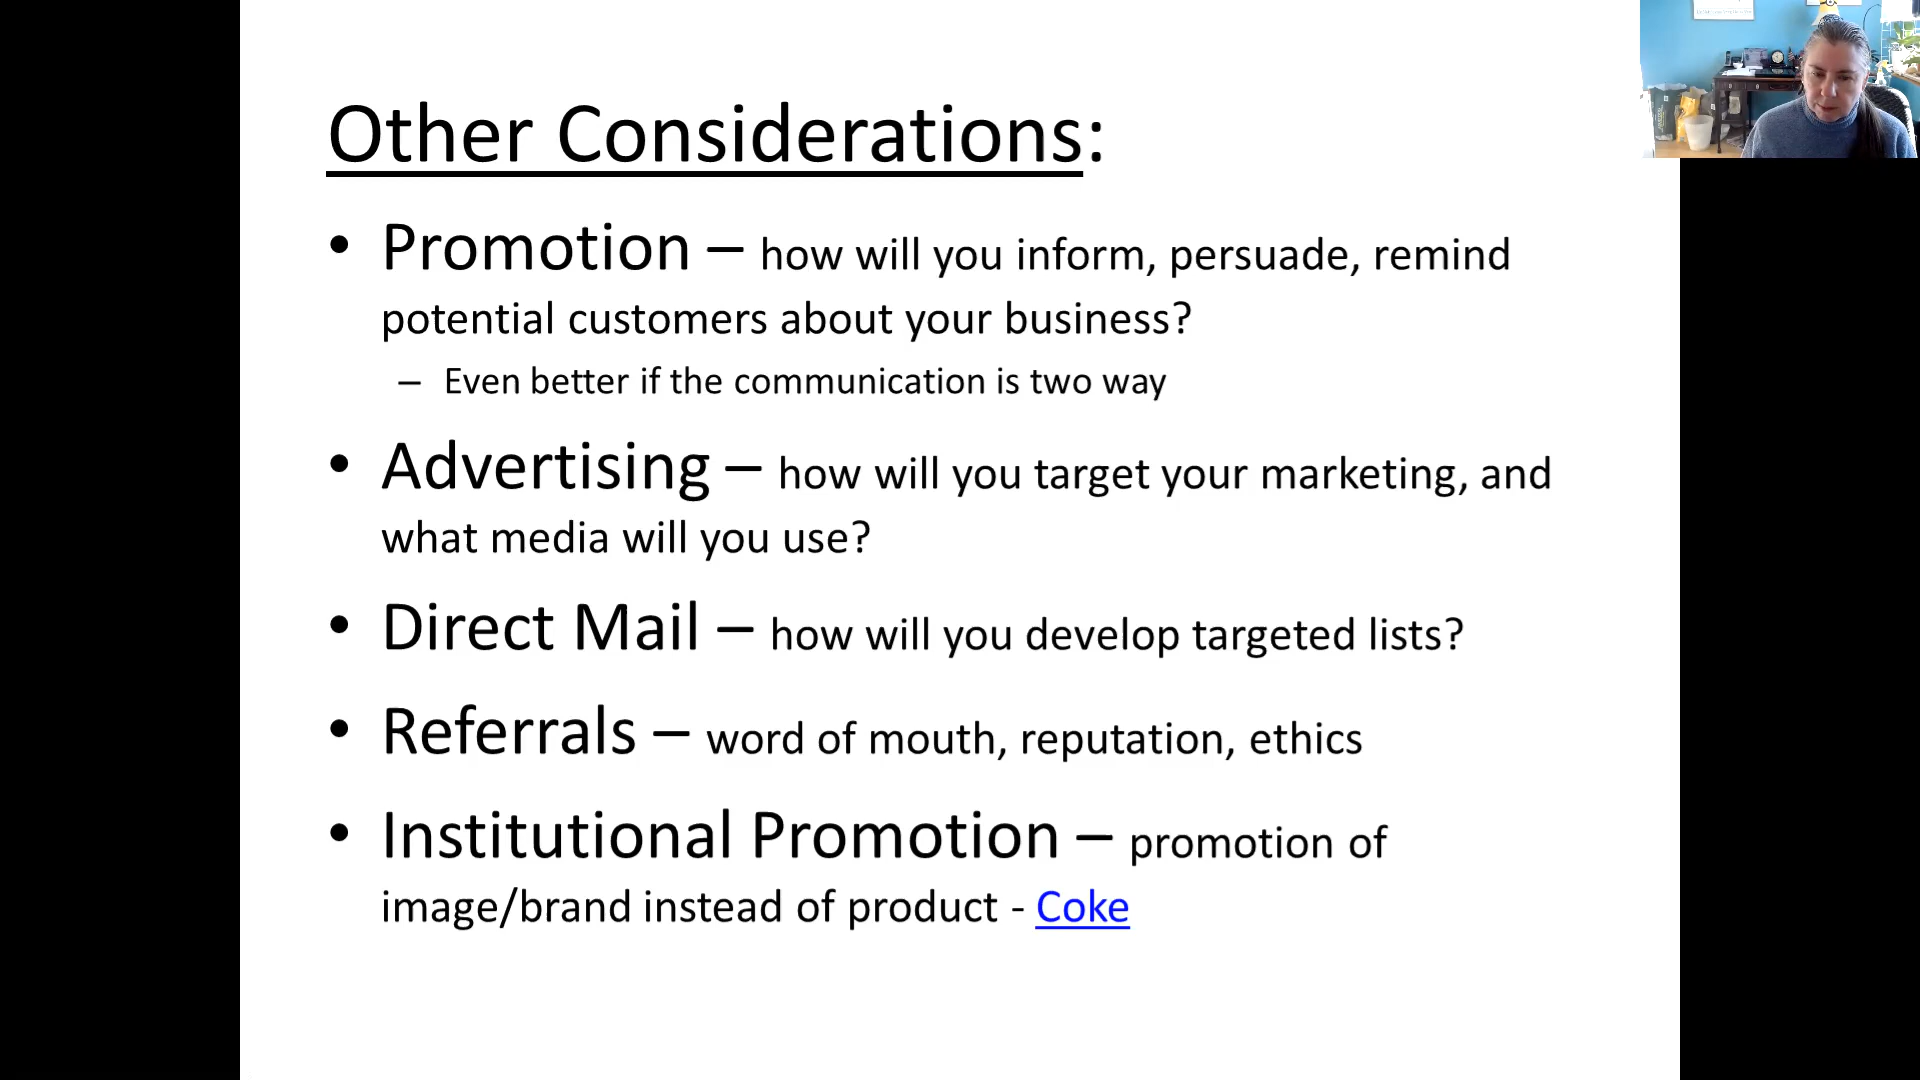 Other Considerations:
• Promotion – how will you inform, persuade, remind
potential customers about your business?
– Even better if the communication is two way
• Advertising – how will you target your marketing, and
what media will you use?
• Direct Mail – how will you develop targeted lists?
• Referrals – word of mouth, reputation, ethics
• Institutional Promotion – promotion of
image/brand instead of product - Coke